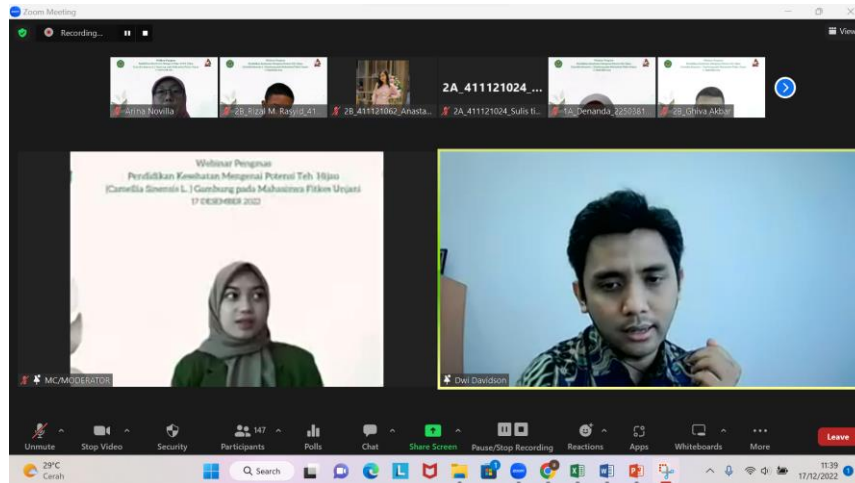 Zoom Meeting
Recording...
View
Arina Novilla
2B_Rizal M. Rasyid_41...
2B_411121062_Anasta...
2A_411121024_...
2A_411121024_Sulis ti...
1A_Denanda_2250381...
2B_Ghiva Akbar
Webinar Pengmas
Pendidikan Kesehatan Mengenai Potensi Teh Hijau
(Camellia Sinensis L.) Gambung pada Mahasiswa Fitkes Unjani
17 DESEMBER 2022
MC/MODERATOR
Dwi Davidson
147
Unmute
Stop Video
Security
Participants
Polls
Chat
Share Screen
Pause/Stop Recording
Reactions
Apps
Whiteboards
More
Leave
29°C
Cerah
Search
11:39
17/12/2022